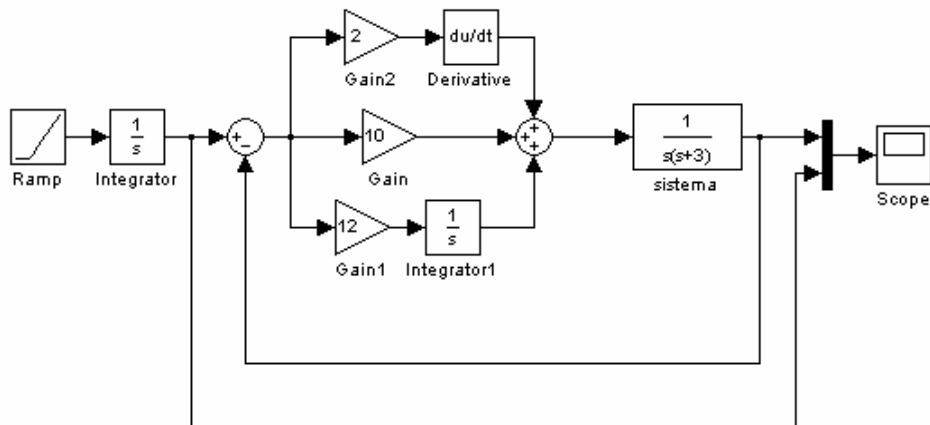 2
du/dt
Gain2
Derivative
1
s
+
−
10
+
+
+
1
s(s+3)
Ramp
Integrator
Gain
sistema
Scope
12
1
s
Gain1
Integrator1